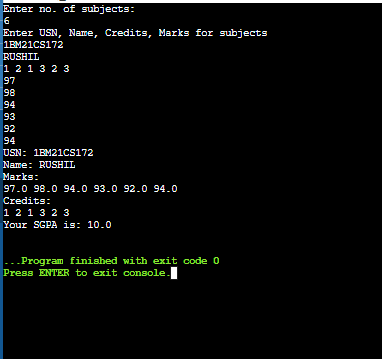 Enter no. of subjects:
6
Enter USN, Name, Credits, Marks for subjects
1BM21CS172
RUSHIL
1 2 1 3 2 3
97
98
94
93
92
94
USN: 1BM21CS172
Name: RUSHIL
Marks:
97.0 98.0 94.0 93.0 92.0 94.0
Credits:
1 2 1 3 2 3
Your SGPA is: 10.0
...Program finished with exit code 0
Press ENTER to exit console.